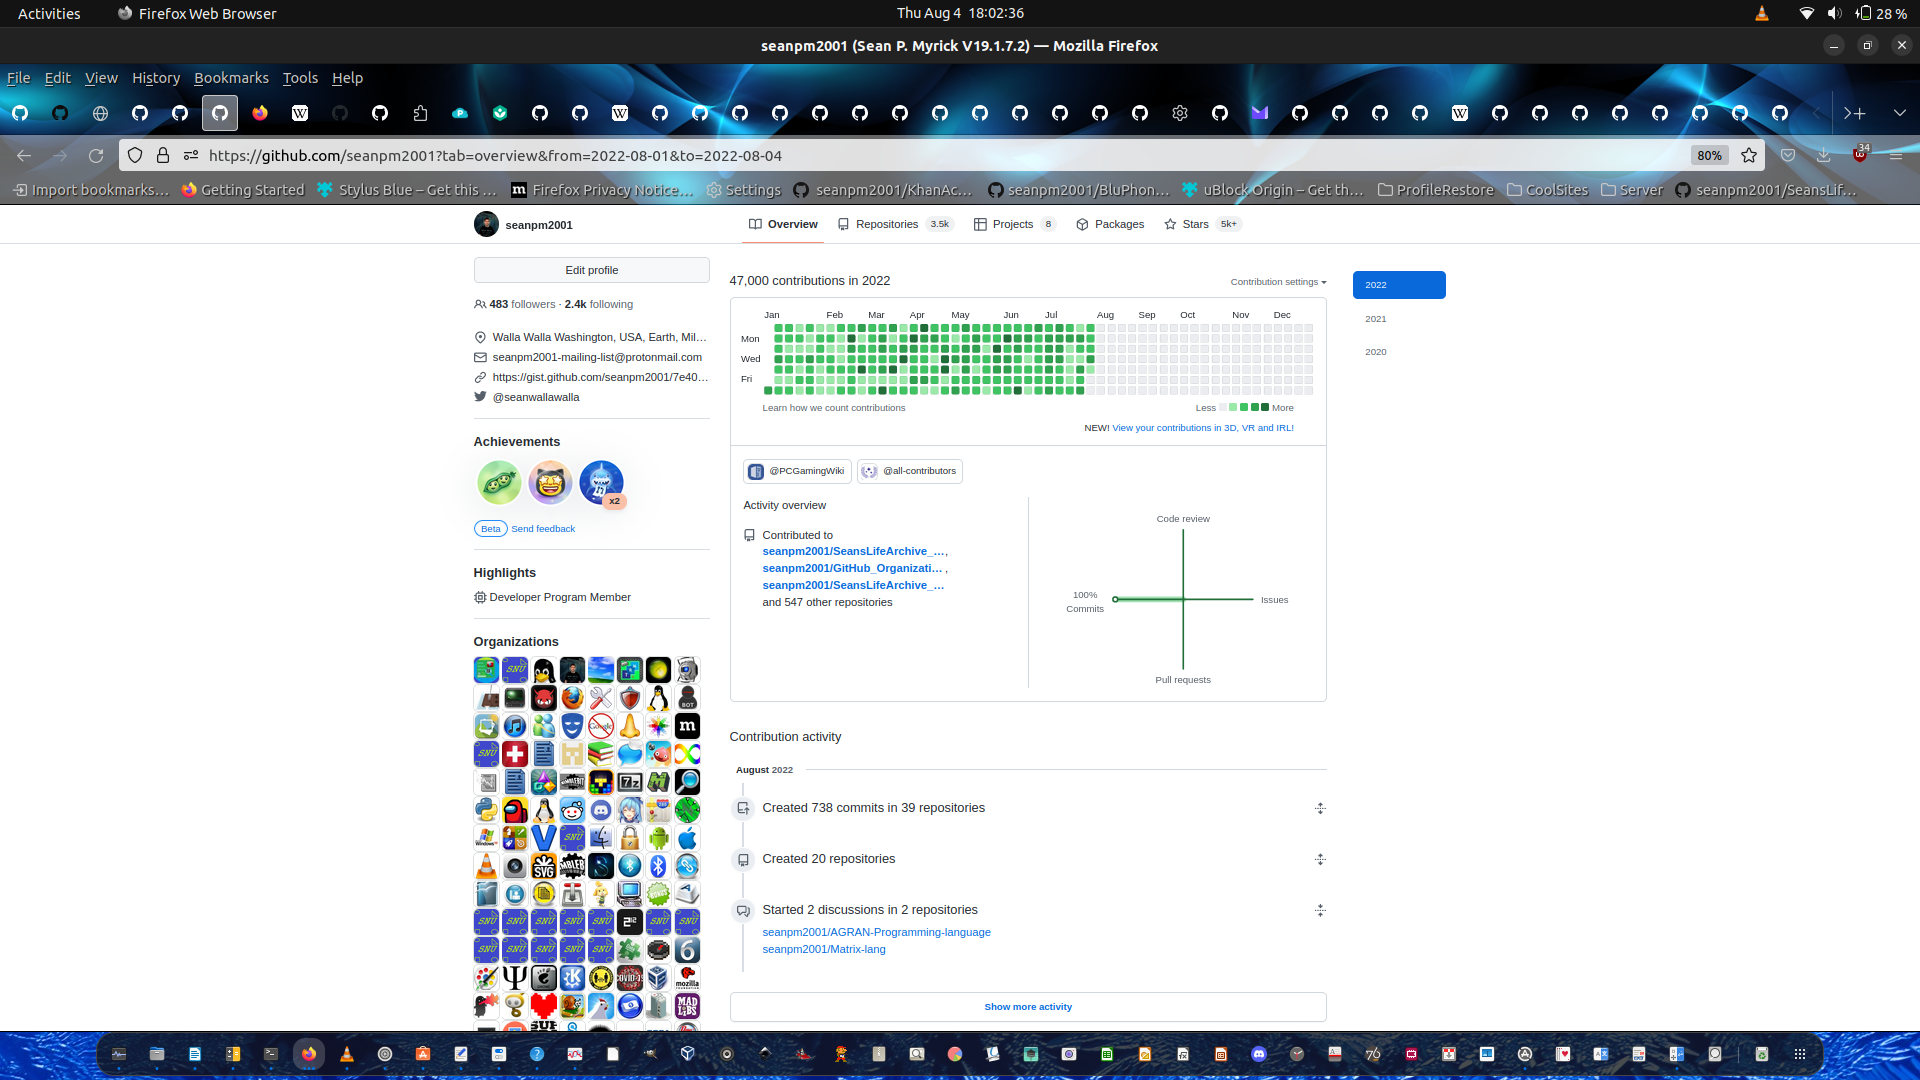 Activities
Firefox Web Browser
Thu Aug 4 18:02:36
28 %
seanpm2001 (Sean P. Myrick V19.1.7.2) — Mozilla Firefox
File Edit View History Bookmarks Tools Help
https://github.com/seanpm2001?tab=overview&from=2022-08-01&to=2022-08-04
80%
34
Import bookmarks…
Getting Started
Stylus Blue – Get this …
Firefox Privacy Notice…
Settings
seanpm2001/KhanAc…
seanpm2001/BluPhon…
uBlock Origin – Get th…
ProfileRestore
CoolSites
Server
seanpm2001/SeansLif…
seanpm2001
Overview
Repositories 3.5k
Projects 8
Packages
Stars 5k+
Edit profile
483 followers · 2.4k following
Walla Walla Washington, USA, Earth, Mil…
seanpm2001-mailing-list@protonmail.com
https://gist.github.com/seanpm2001/7e40…
@seanwallawalla
Achievements
x2
Beta Send feedback
Highlights
Developer Program Member
Organizations
47,000 contributions in 2022
Contribution settings
2022
2021
2020
Jan Feb Mar Apr May Jun Jul Aug Sep Oct Nov Dec
Mon
Wed
Fri
Learn how we count contributions
Less
More
NEW! View your contributions in 3D, VR and IRL!
@PCGamingWiki
@all-contributors
Activity overview
Contributed to
seanpm2001/SeansLifeArchive_…,
seanpm2001/GitHub_Organizati… ,
seanpm2001/SeansLifeArchive_…
and 547 other repositories
Code review
100%
Commits
Issues
Pull requests
Contribution activity
August 2022
Created 738 commits in 39 repositories
Created 20 repositories
Started 2 discussions in 2 repositories
seanpm2001/AGRAN-Programming-language
seanpm2001/Matrix-lang
Show more activity